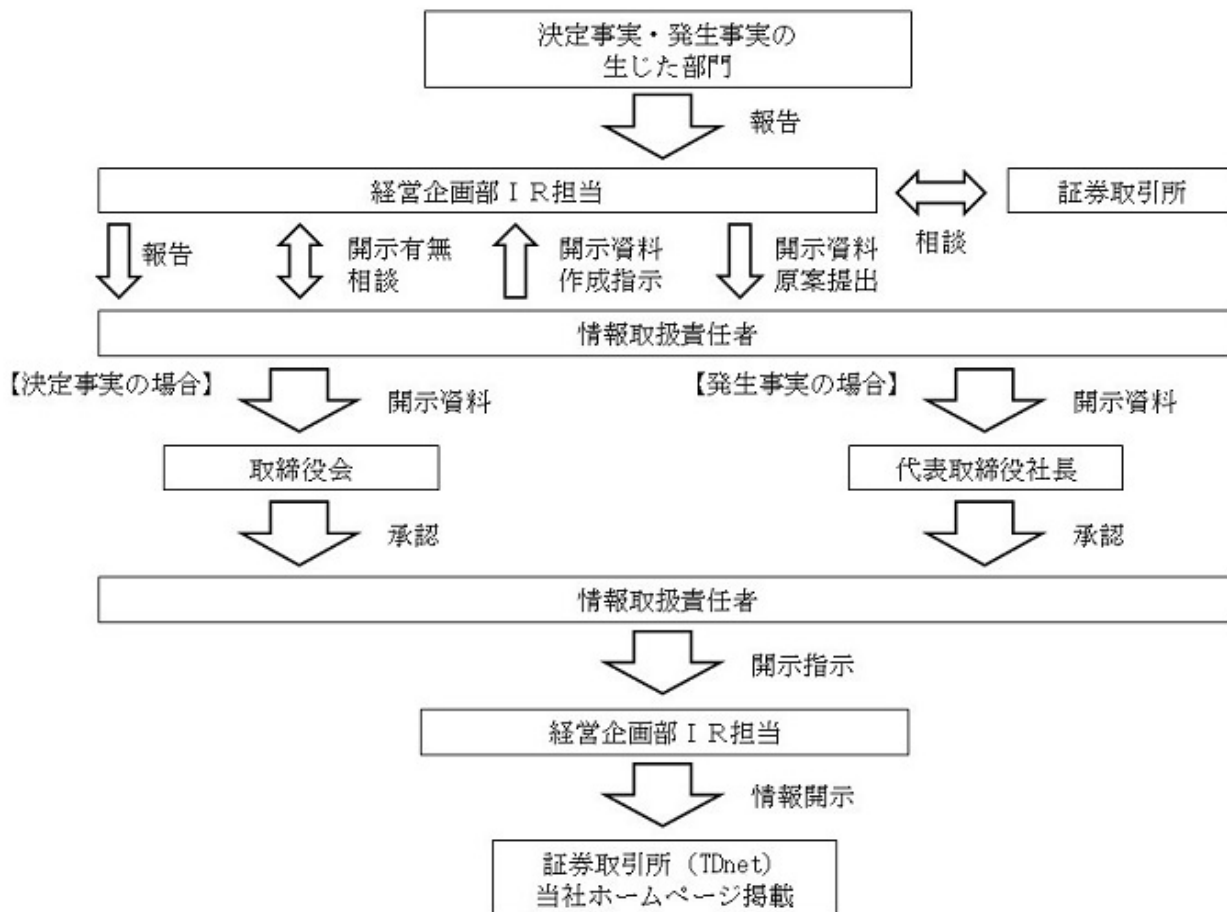 決定事実・発生事実の
生じた部門
報告
経営企画部ＩＲ担当
証券取引所
相談
報告
開示有無
相談
開示資料
作成指示
開示資料
原案提出
情報取扱責任者
【決定事実の場合】
開示資料
【発生事実の場合】
開示資料
取締役会
代表取締役社長
承認
承認
情報取扱責任者
開示指示
経営企画部ＩＲ担当
情報開示
証券取引所（TDnet）
当社ホームページ掲載